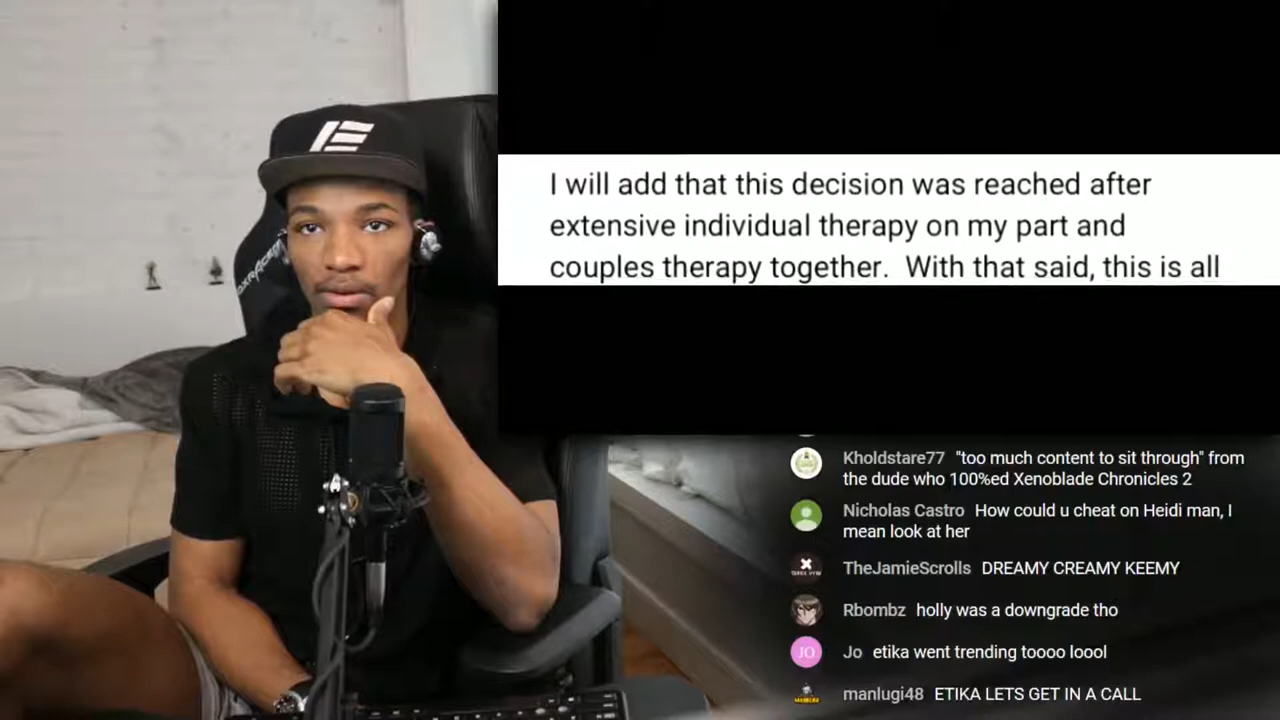 I will add that this decision was reached after
extensive individual therapy on my part and
couples therapy together. With that said, this is all
Kholdstare77 "too much content to sit through" from
the dude who 100%ed Xenoblade Chronicles 2
Nicholas Castro How could u cheat on Heidi man, I
mean look at her
TheJamieScrolls DREAMY CREAMY KEEMY
Rbombz holly was a downgrade tho
JO Jo etika went trending toooo loool
manlugi48 ETIKA LETS GET IN A CALL